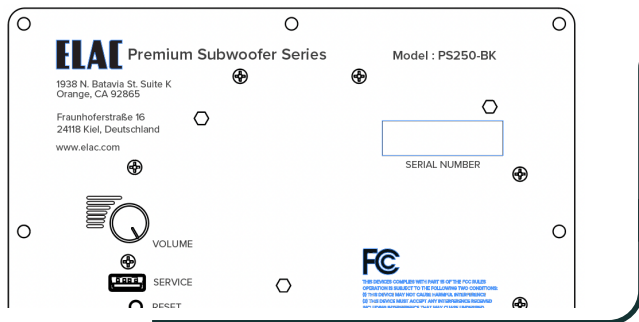 ELAC Premium Subwoofer Series
Model : PS250-BK
1938 N. Batavia St. Suite K
Orange, CA 92865
Fraunhoferstraße 16
24118 Kiel, Deutschland
www.elac.com
SERIAL NUMBER
VOLUME
SERVICE
RESET
FC
THIS DEVICES COMPLIES WITH PART 15 OF THE FCC RULES
OPERATION IS SUBJECT TO THE FOLLOWING TWO CONDITIONS:
(1) THIS DEVICE MAY NOT CAUSE HARMFUL INTERFERENCE
(2) THIS DEVICE MUST ACCEPT ANY INTERFERENCE RECEIVED